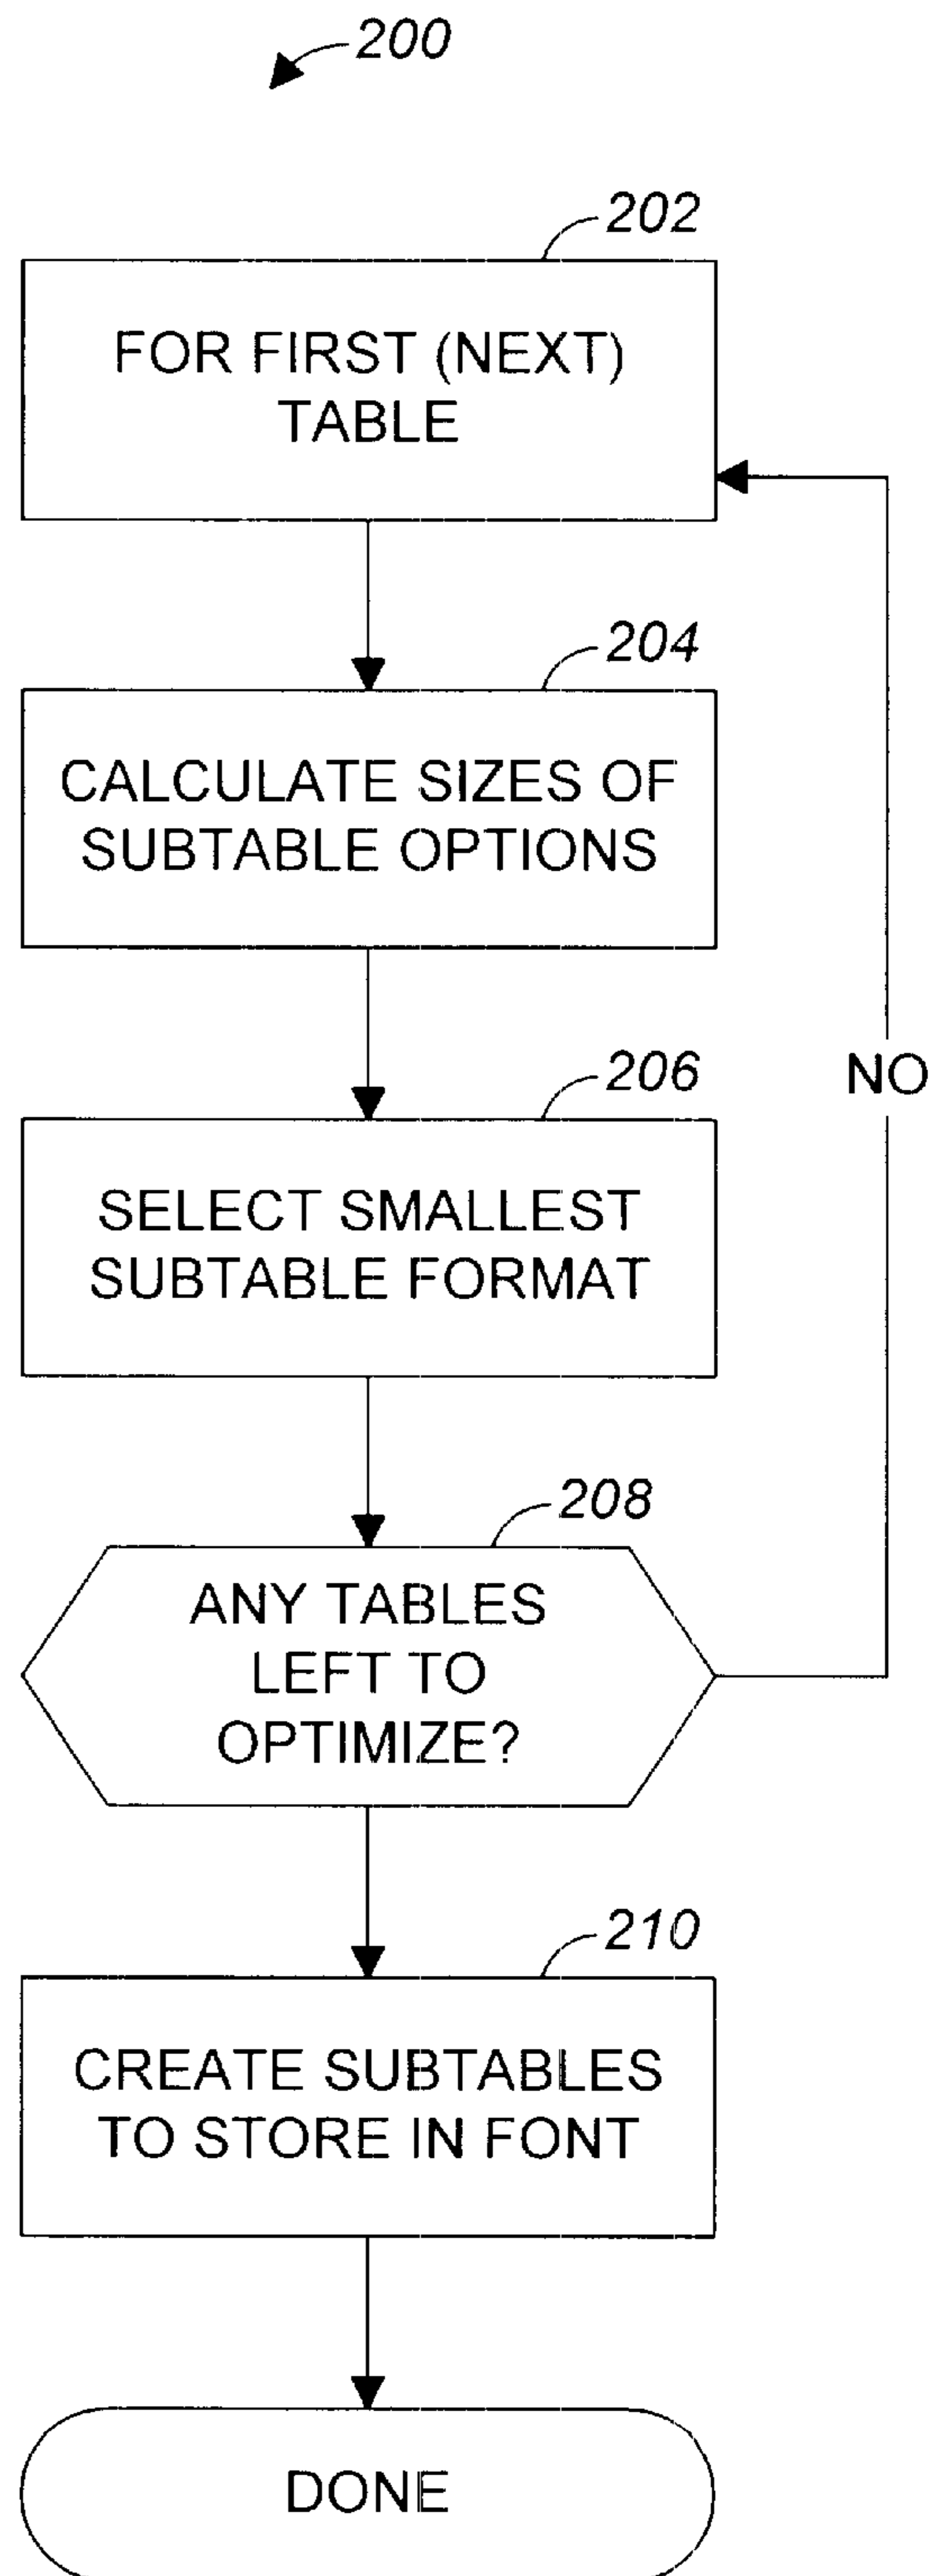 200
202
FOR FIRST (NEXT)
TABLE
204
CALCULATE SIZES OF
SUBTABLE OPTIONS
206
SELECT SMALLEST
SUBTABLE FORMAT
NO
208
ANY TABLES
LEFT TO
OPTIMIZE?
210
CREATE SUBTABLES
TO STORE IN FONT
DONE